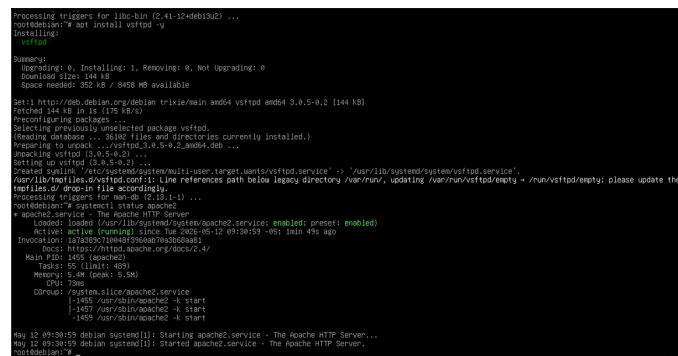 Processing triggers for libc-bin (2.41-12+deb13u2) ...
root@debian:~# apt install vsftpd -y
Installing:
  vsftpd

Summary:
  Upgrading: 0, Installing: 1, Removing: 0, Not Upgrading: 0
  Download size: 144 kB
  Space needed: 352 kB / 8458 MB available

Get:1 http://deb.debian.org/debian trixie/main amd64 vsftpd amd64 3.0.5-0.2 [144 kB]
Fetched 144 kB in 1s (175 kB/s)
Preconfiguring packages ...
Selecting previously unselected package vsftpd.
(Reading database ... 36102 files and directories currently installed.)
Preparing to unpack .../vsftpd_3.0.5-0.2_amd64.deb ...
Unpacking vsftpd (3.0.5-0.2) ...
Setting up vsftpd (3.0.5-0.2) ...
Created symlink '/etc/systemd/system/multi-user.target.wants/vsftpd.service' -> '/usr/lib/systemd/system/vsftpd.service'.
/usr/lib/tmpfiles.d/vsftpd.conf:1: Line references path below legacy directory /var/run/, updating /var/run/vsftpd/empty → /run/vsftpd/empty; please update the
tmpfiles.d/ drop-in file accordingly.
Processing triggers for man-db (2.13.1-1) ...
root@debian:~# systemctl status apache2
* apache2.service - The Apache HTTP Server
     Loaded: loaded (/usr/lib/systemd/system/apache2.service; enabled; preset: enabled)
     Active: active (running) since Tue 2026-05-12 09:30:59 -05; 1min 49s ago
 Invocation: 1a7a389c710048f3960ab70a3b68aa81
       Docs: https://httpd.apache.org/docs/2.4/
   Main PID: 1455 (apache2)
      Tasks: 55 (limit: 489)
     Memory: 5.4M (peak: 5.5M)
        CPU: 73ms
     CGroup: /system.slice/apache2.service
             |-1455 /usr/sbin/apache2 -k start
             |-1457 /usr/sbin/apache2 -k start
             `-1459 /usr/sbin/apache2 -k start

May 12 09:30:59 debian systemd[1]: Starting apache2.service - The Apache HTTP Server...
May 12 09:30:59 debian systemd[1]: Started apache2.service - The Apache HTTP Server.
root@debian:~# _